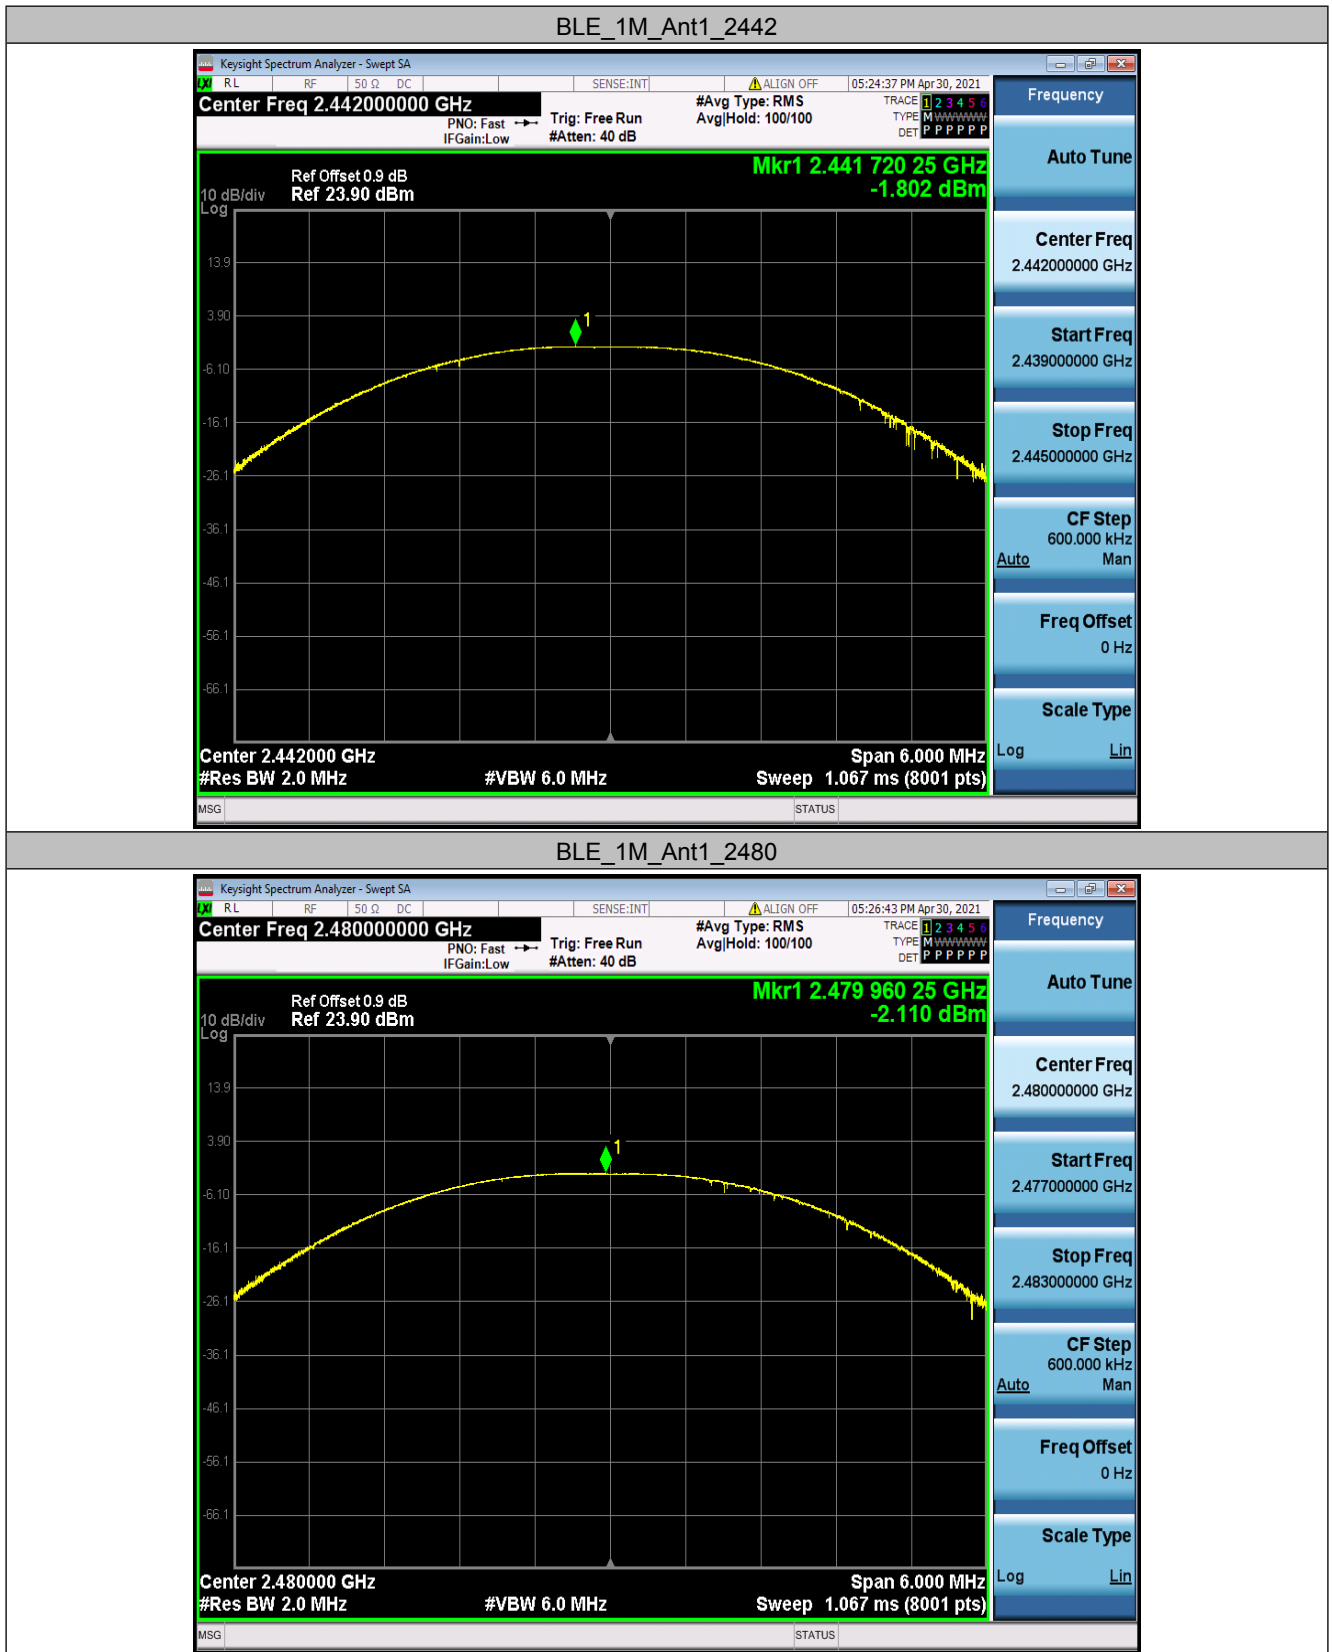 BLE_1M_Ant1_2442
Keysight Spectrum Analyzer - Swept SA
LXI RL RF 50 Ω DC SENSE:INT ALIGN OFF 05:24:37 PM Apr 30, 2021
Center Freq 2.442000000 GHz
PNO: Fast
IFGain:Low
Trig: Free Run
#Atten: 40 dB
#Avg Type: RMS
Avg|Hold: 100/100
TRACE 1 2 3 4 5 6
TYPE M WWWWW
DET P P P P P P
Mkr1 2.441 720 25 GHz
-1.802 dBm
Ref Offset 0.9 dB
10 dB/div Ref 23.90 dBm
Log
13.9
3.90
-6.10
-16.1
-26.1
-36.1
-46.1
-56.1
-66.1
1
Center 2.442000 GHz Span 6.000 MHz
#Res BW 2.0 MHz #VBW 6.0 MHz Sweep 1.067 ms (8001 pts)
MSG STATUS
Frequency
Auto Tune
Center Freq
2.442000000 GHz
Start Freq
2.439000000 GHz
Stop Freq
2.445000000 GHz
CF Step
600.000 kHz
Auto Man
Freq Offset
0 Hz
Scale Type
Log Lin
BLE_1M_Ant1_2480
Keysight Spectrum Analyzer - Swept SA
LXI RL RF 50 Ω DC SENSE:INT ALIGN OFF 05:26:43 PM Apr 30, 2021
Center Freq 2.480000000 GHz
PNO: Fast
IFGain:Low
Trig: Free Run
#Atten: 40 dB
#Avg Type: RMS
Avg|Hold: 100/100
TRACE 1 2 3 4 5 6
TYPE M WWWWW
DET P P P P P P
Mkr1 2.479 960 25 GHz
-2.110 dBm
Ref Offset 0.9 dB
10 dB/div Ref 23.90 dBm
Log
13.9
3.90
-6.10
-16.1
-26.1
-36.1
-46.1
-56.1
-66.1
1
Center 2.480000 GHz Span 6.000 MHz
#Res BW 2.0 MHz #VBW 6.0 MHz Sweep 1.067 ms (8001 pts)
MSG STATUS
Frequency
Auto Tune
Center Freq
2.480000000 GHz
Start Freq
2.477000000 GHz
Stop Freq
2.483000000 GHz
CF Step
600.000 kHz
Auto Man
Freq Offset
0 Hz
Scale Type
Log Lin